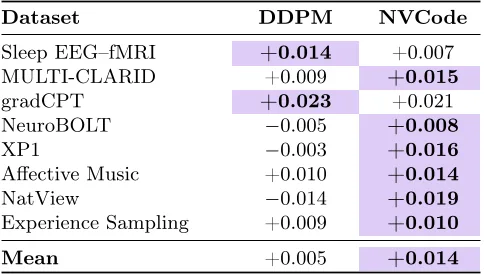 Dataset DDPM NVCode
Sleep EEG–fMRI +0.014 +0.007
MULTI-CLARID +0.009 +0.015
gradCPT +0.023 +0.021
NeuroBOLT −0.005 +0.008
XP1 −0.003 +0.016
Affective Music +0.010 +0.014
NatView −0.014 +0.019
Experience Sampling +0.009 +0.010
Mean +0.005 +0.014